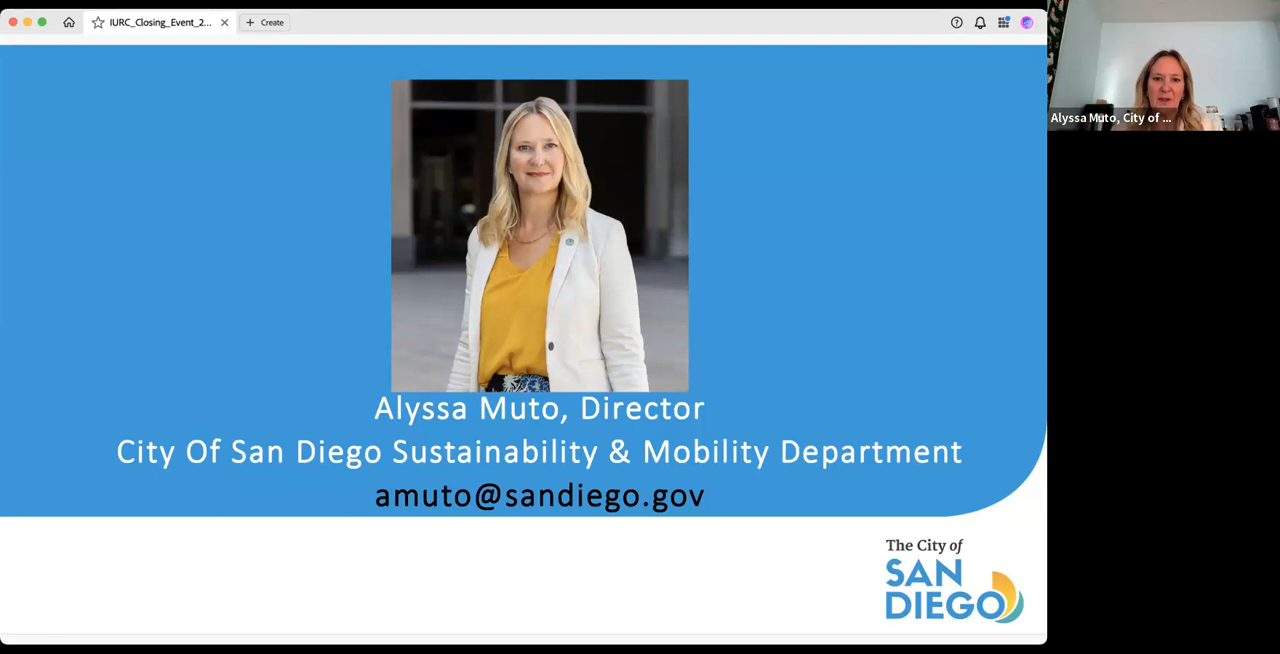 IURC_Closing_Event_2...
Create
Alyssa Muto, City of ...
Alyssa Muto, Director
City Of San Diego Sustainability & Mobility Department
amuto@sandiego.gov
The City of
SAN
DIEGO